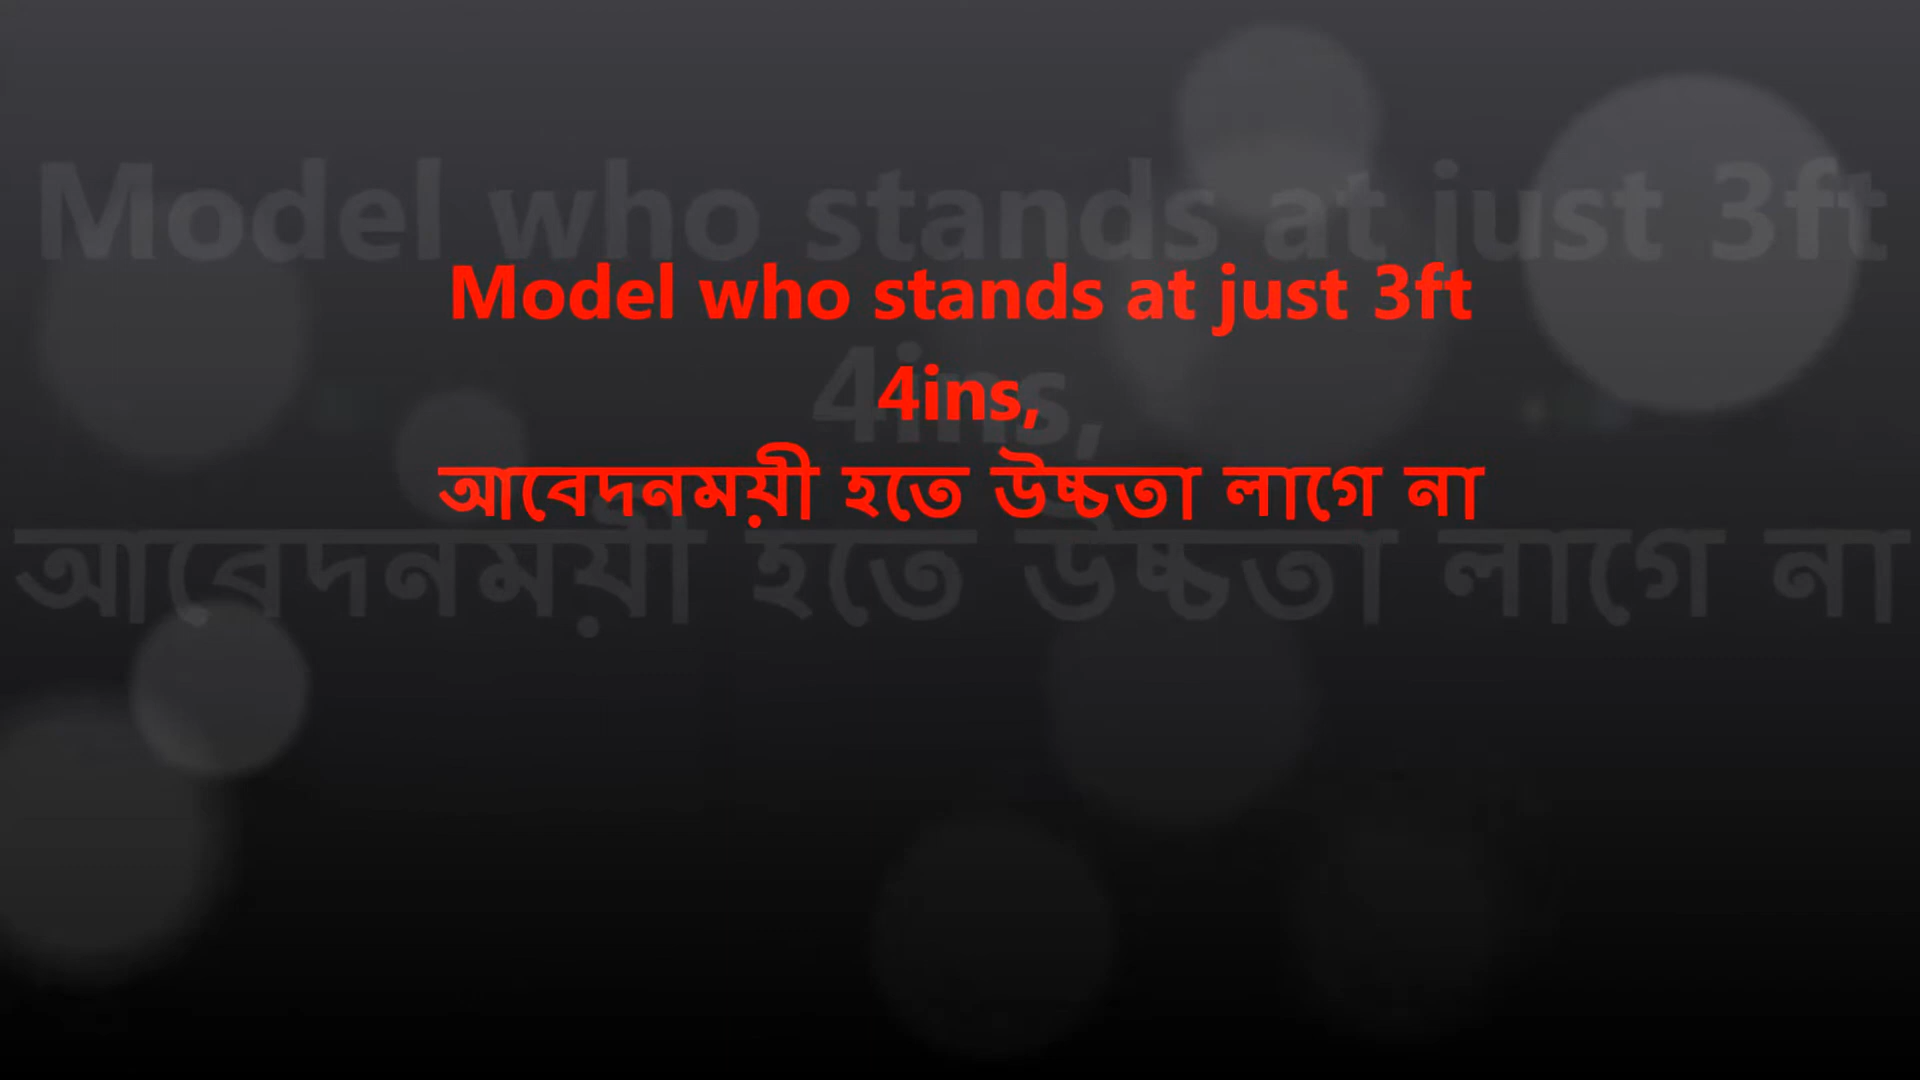 Model who stands at just 3ft
4ins,
আবেদনময়ী হতে উচ্চতা লাগে না